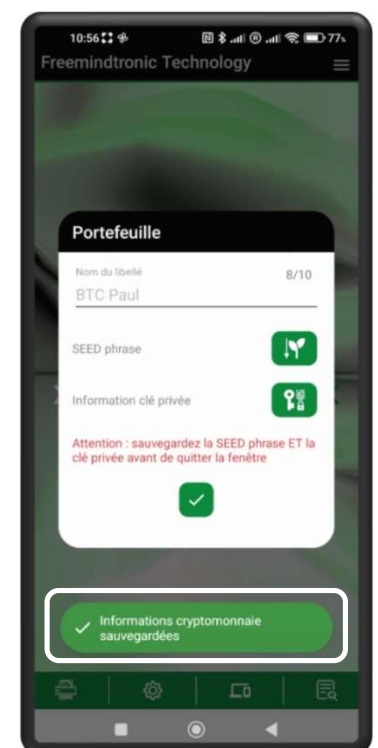 10:56 77%
Freemindtronic Technology
Portefeuille
Nom du libellé 8/10
BTC Paul
SEED phrase
Information clé privée
Attention : sauvegardez la SEED phrase ET la
clé privée avant de quitter la fenêtre
Informations cryptomonnaie
sauvegardées